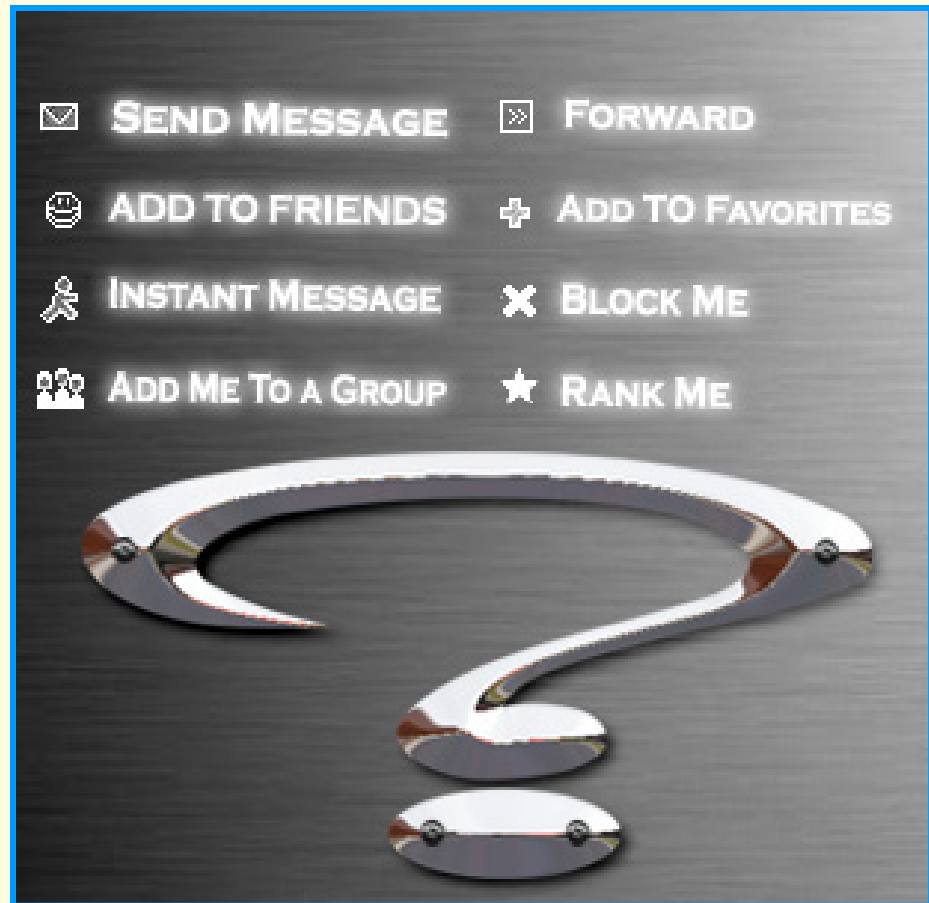 SEND MESSAGE
FORWARD
ADD TO FRIENDS
ADD TO FAVORITES
INSTANT MESSAGE
BLOCK ME
ADD ME TO A GROUP
RANK ME
?